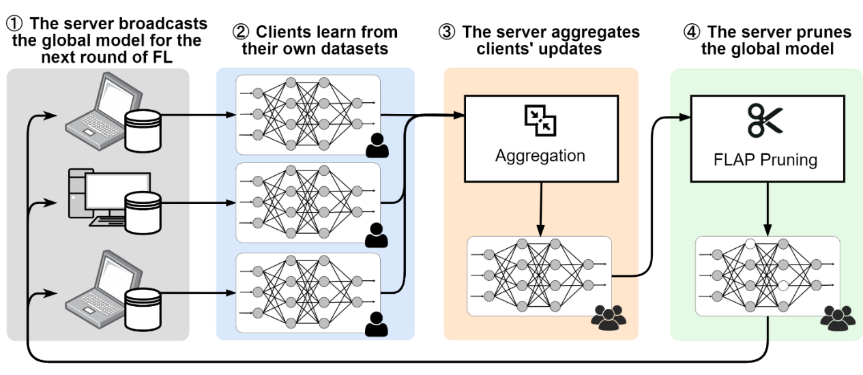 ① The server broadcasts
the global model for the
next round of FL
② Clients learn from
their own datasets
③ The server aggregates
clients' updates
④ The server prunes
the global model
Aggregation
FLAP Pruning